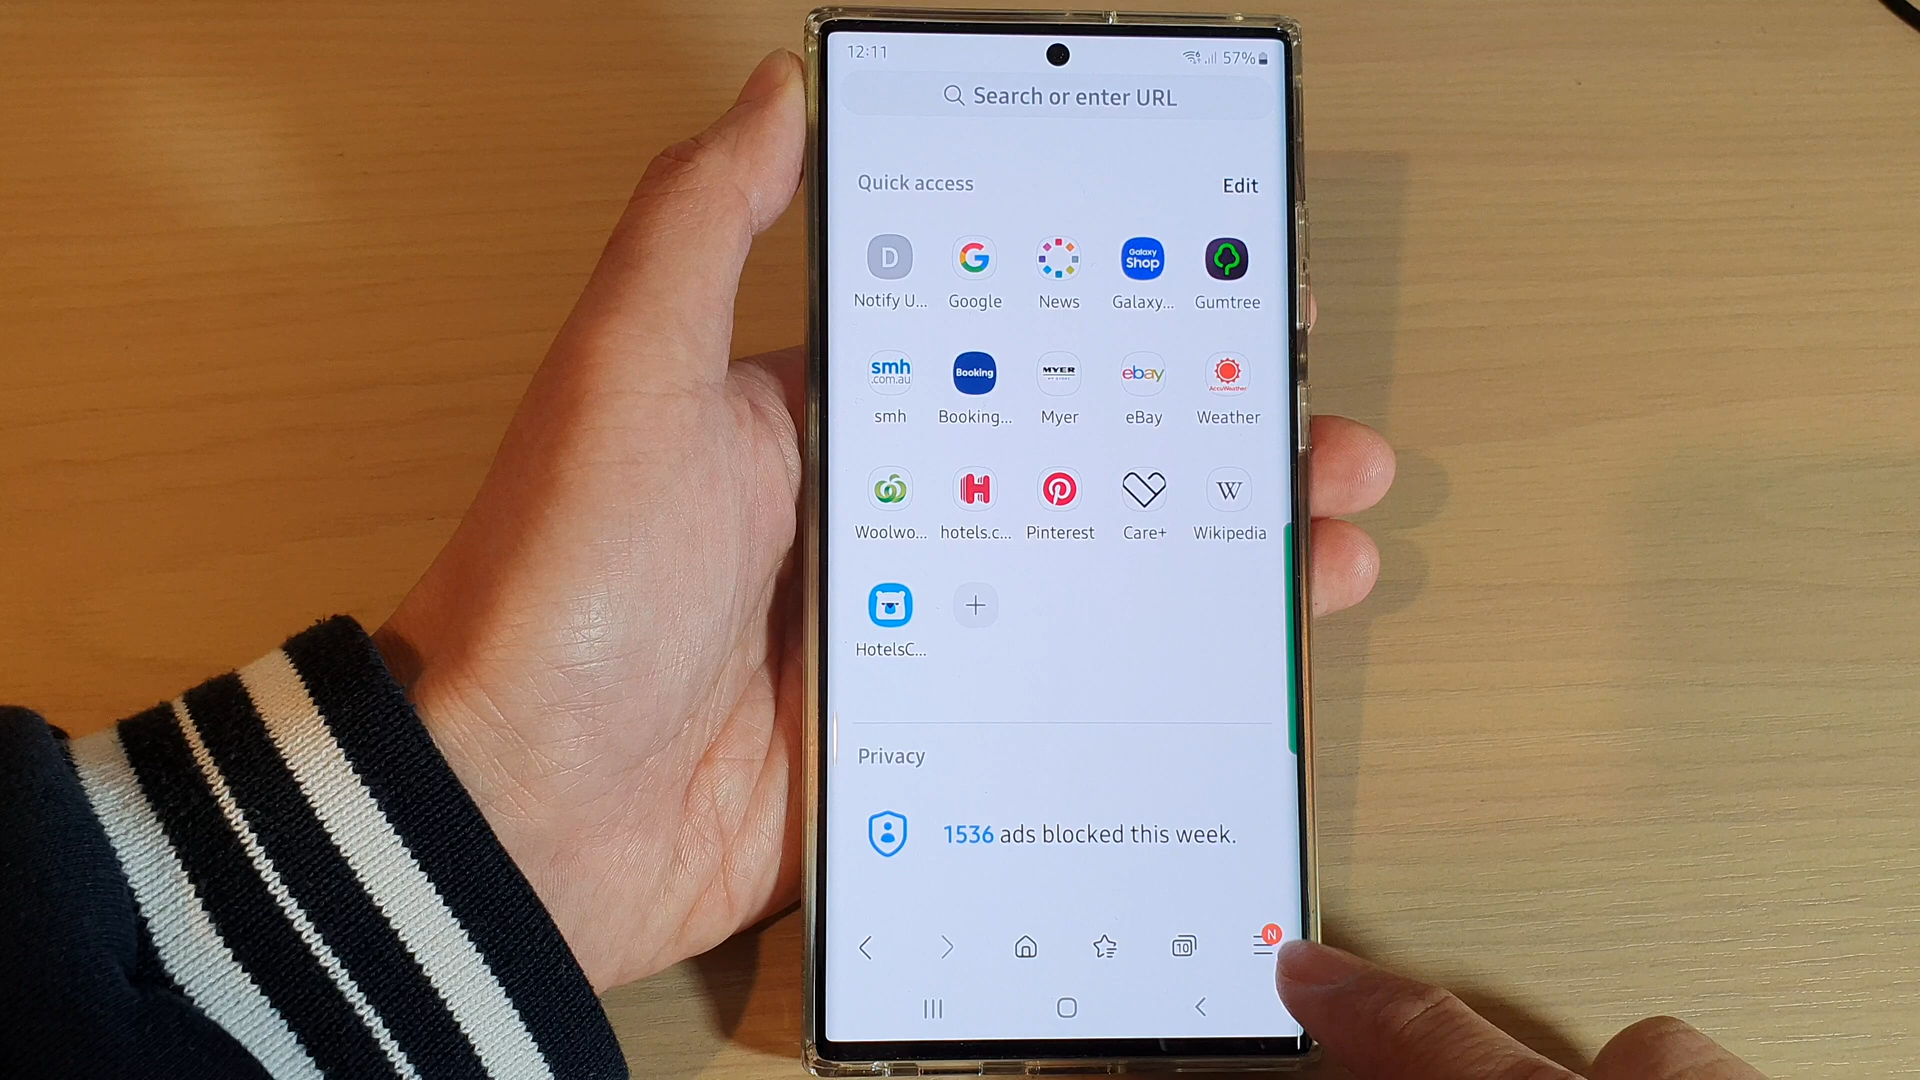 12:11 57%
Search or enter URL
Quick access Edit
D G Galaxy Shop
Notify U... Google News Galaxy... Gumtree
smh .com.au Booking MYER ebay AccuWeather
smh Booking... Myer eBay Weather
H W
Woolwo... hotels.c... Pinterest Care+ Wikipedia
HotelsC...
Privacy
1536 ads blocked this week.
10 N